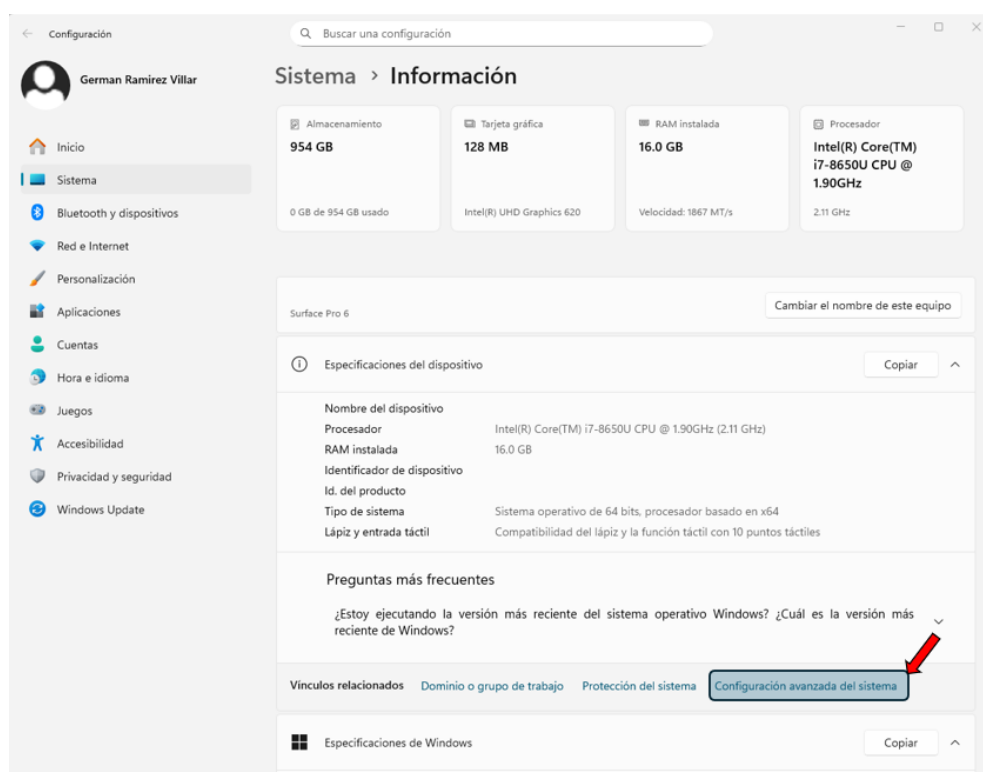 Configuración
Buscar una configuración
German Ramirez Villar
Inicio
Sistema
Bluetooth y dispositivos
Red e Internet
Personalización
Aplicaciones
Cuentas
Hora e idioma
Juegos
Accesibilidad
Privacidad y seguridad
Windows Update
Sistema > Información
Almacenamiento
954 GB
0 GB de 954 GB usado
Tarjeta gráfica
128 MB
Intel(R) UHD Graphics 620
RAM instalada
16.0 GB
Velocidad: 1867 MT/s
Procesador
Intel(R) Core(TM)
i7-8650U CPU @
1.90GHz
2.11 GHz
Surface Pro 6
Cambiar el nombre de este equipo
Especificaciones del dispositivo
Copiar
Nombre del dispositivo
Procesador Intel(R) Core(TM) i7-8650U CPU @ 1.90GHz (2.11 GHz)
RAM instalada 16.0 GB
Identificador de dispositivo
Id. del producto
Tipo de sistema Sistema operativo de 64 bits, procesador basado en x64
Lápiz y entrada táctil Compatibilidad del lápiz y la función táctil con 10 puntos táctiles
Preguntas más frecuentes
¿Estoy ejecutando la versión más reciente del sistema operativo Windows? ¿Cuál es la versión más
reciente de Windows?
Vínculos relacionados Dominio o grupo de trabajo Protección del sistema Configuración avanzada del sistema
Especificaciones de Windows
Copiar